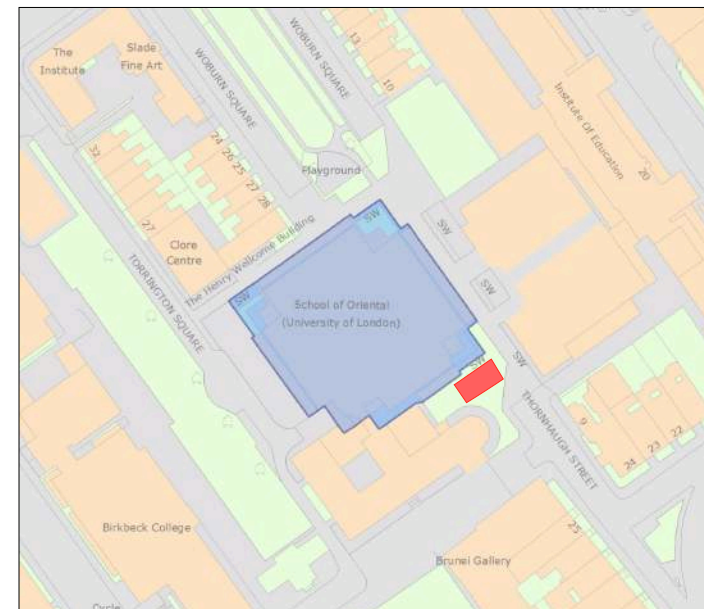 The
Institute
Slade
Fine Art
WOBURN SQUARE
WOBURN SQUARE
13
10
Institute Of Education
20
32
24
26
25
27
28
27
Playground
Clore
Centre
The Henry Wellcome Building
SW
SW
SW
SW
School of Oriental
(University of London)
TORRINGTON SQUARE
SW
SW
THORNHAUGH STREET
9
24
23
22
25
Birkbeck College
Brunei Gallery
Cycle